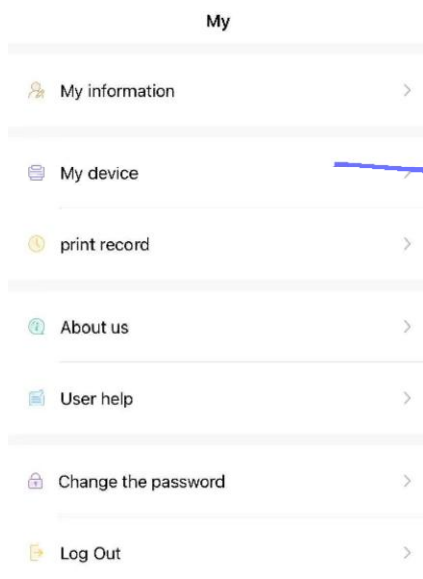 My
My information
My device
print record
About us
User help
Change the password
Log Out